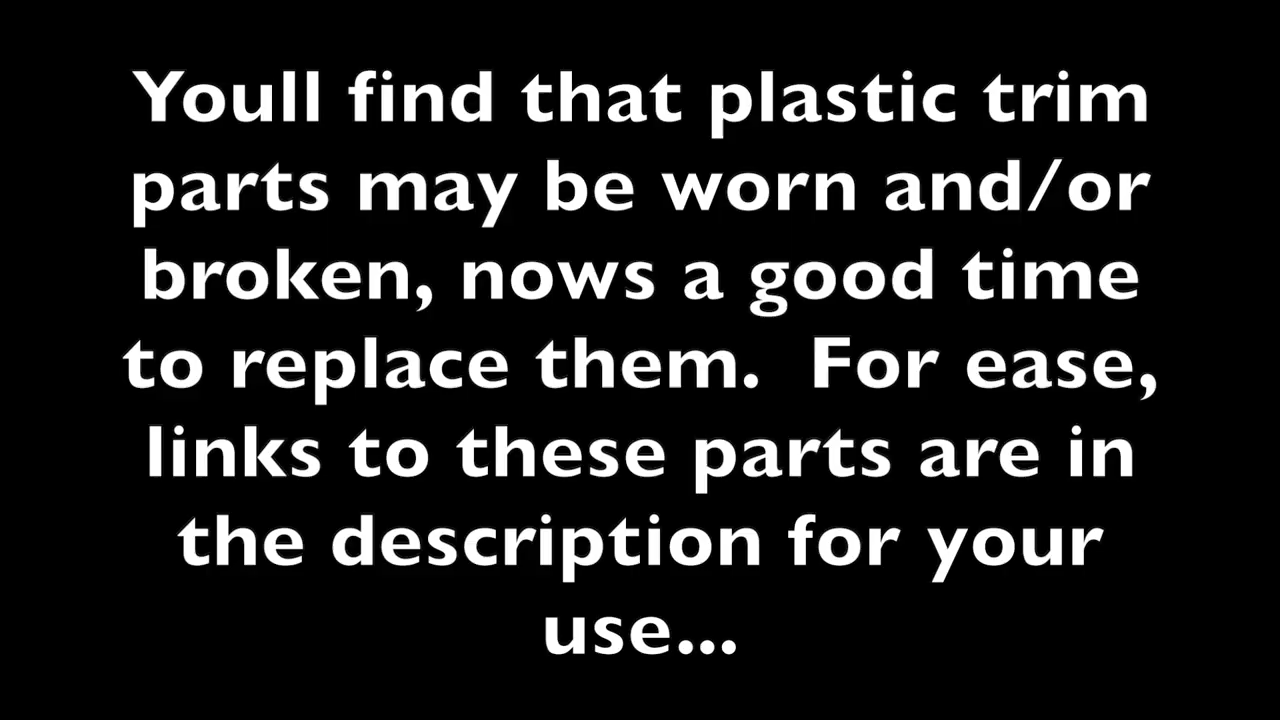 Youll find that plastic trim
parts may be worn and/or
broken, nows a good time
to replace them.  For ease,
links to these parts are in
the description for your
use...